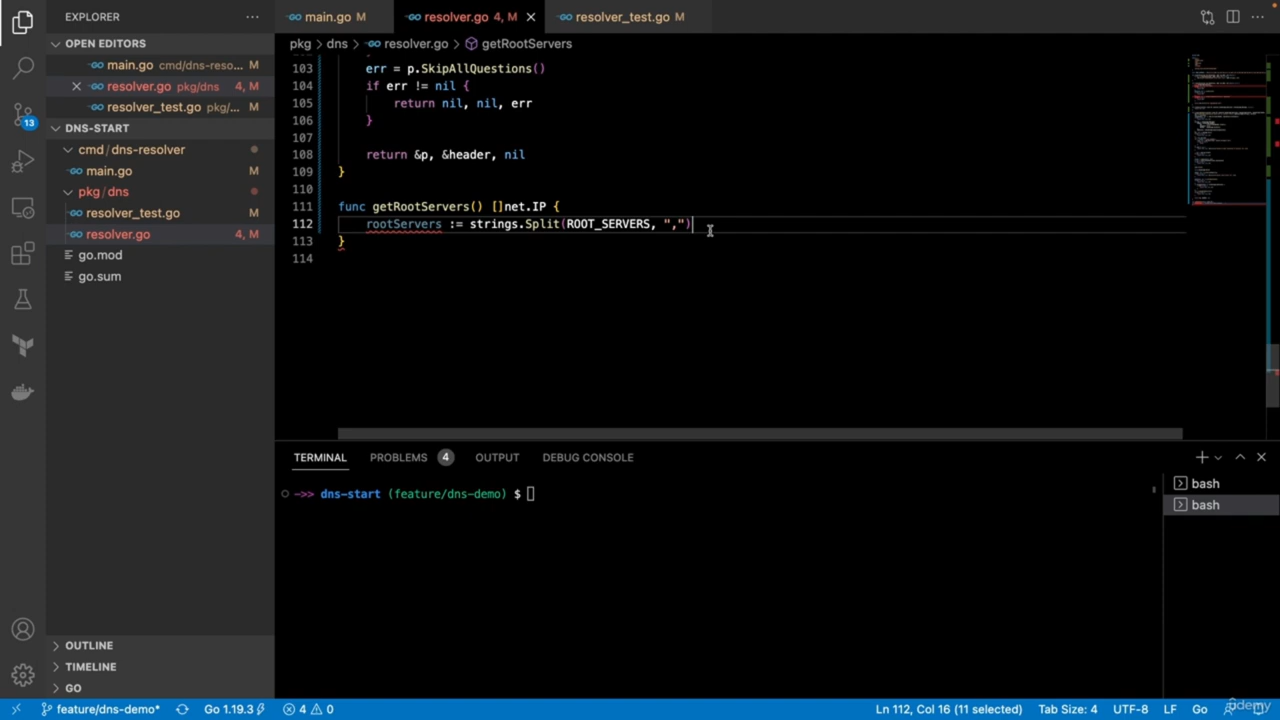 EXPLORER
main.go M
resolver.go 4, M
resolver_test.go M
OPEN EDITORS
pkg > dns > resolver.go > getRootServers
main.go cmd/dns-reso... M
resolver.go pkg/dns 4, M
resolver_test.go pkg/... M
DNS-START
cmd / dns-resolver
main.go M
pkg / dns
resolver_test.go M
resolver.go 4, M
go.mod
go.sum
103 err = p.SkipAllQuestions()
104 if err != nil {
105 return nil, nil, err
106 }
107
108 return &p, &header, nil
109 }
110
111 func getRootServers() []net.IP {
112 rootServers := strings.Split(ROOT_SERVERS, ",")
113 }
114
TERMINAL PROBLEMS 4 OUTPUT DEBUG CONSOLE
->> dns-start (feature/dns-demo) $
bash
bash
13
OUTLINE
TIMELINE
GO
feature/dns-demo* Go 1.19.3 4 0 Ln 112, Col 16 (11 selected) Tab Size: 4 UTF-8 LF Go
udemy